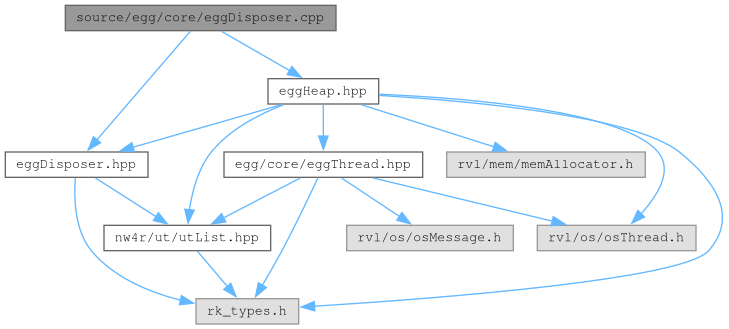 source/egg/core/eggDisposer.cpp
eggHeap.hpp
eggDisposer.hpp
egg/core/eggThread.hpp
rvl/mem/memAllocator.h
nw4r/ut/utList.hpp
rvl/os/osMessage.h
rvl/os/osThread.h
rk_types.h